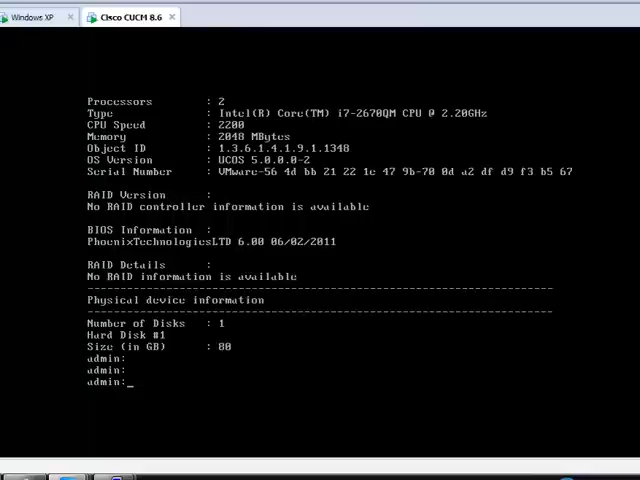 Windows XP
Cisco CUCM 8.6
Processors : 2
Type : Intel(R) Core(TM) i7-2670QM CPU @ 2.20GHz
CPU Speed : 2200
Memory : 2048 MBytes
Object ID : 1.3.6.1.4.1.9.1.1348
OS Version : UCOS 5.0.0.0-2
Serial Number : VMware-56 4d bb 21 22 1e 47 9b-70 0d a2 df d9 f3 b5 67
RAID Version :
No RAID controller information is available
BIOS Information :
PhoenixTechnologiesLTD 6.00 06/02/2011
RAID Details :
No RAID information is available
-----------------------------------------------------------------------
Physical device information
-----------------------------------------------------------------------
Number of Disks : 1
Hard Disk #1
Size (in GB) : 80
admin:
admin:
admin:_